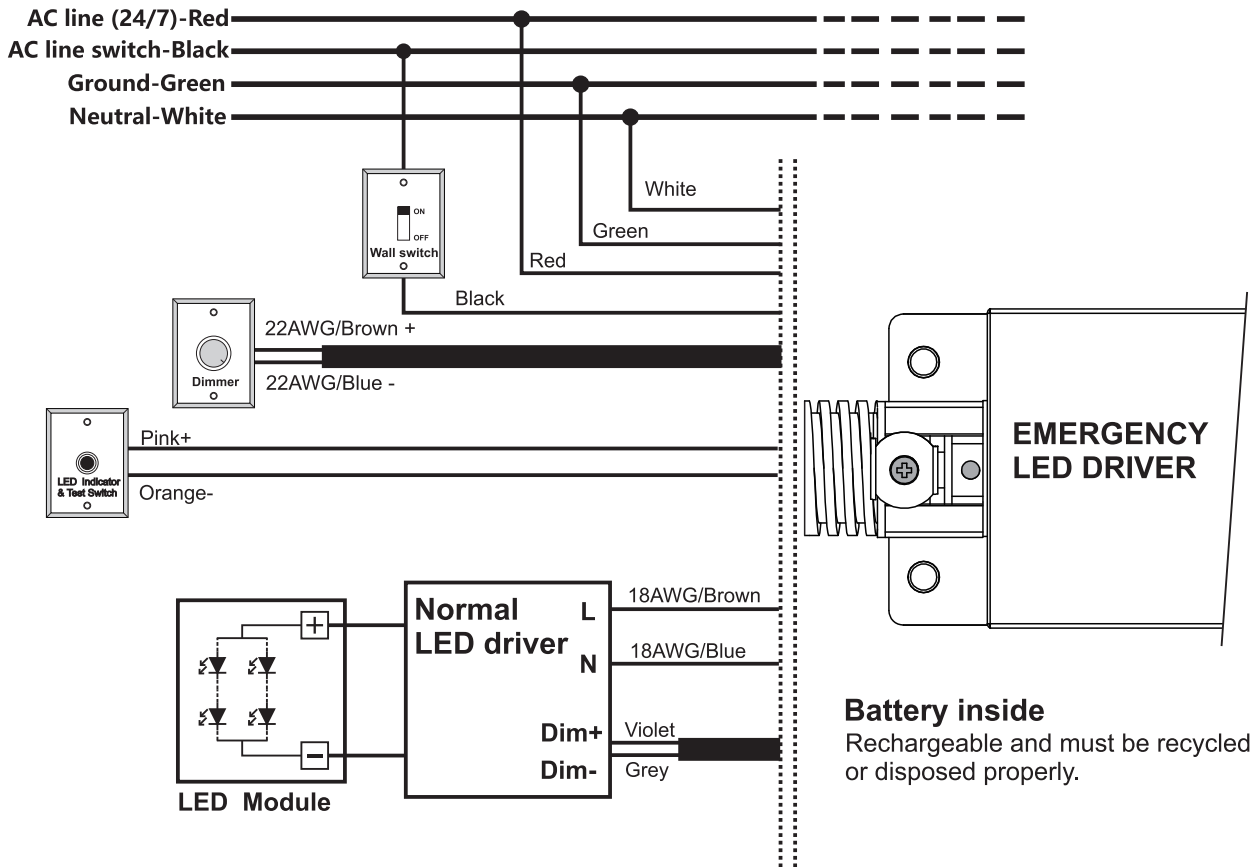 AC line (24/7)-Red
AC line switch-Black
Ground-Green
Neutral-White
White
Green
Red
Black
ON
OFF
Wall switch
22AWG/Brown +
22AWG/Blue -
Dimmer
Pink+
Orange-
LED Indicator
& Test Switch
EMERGENCY
LED DRIVER
Normal
LED driver
L
N
Dim+
Dim-
18AWG/Brown
18AWG/Blue
Violet
Grey
+
−
LED Module
Battery inside
Rechargeable and must be recycled
or disposed properly.